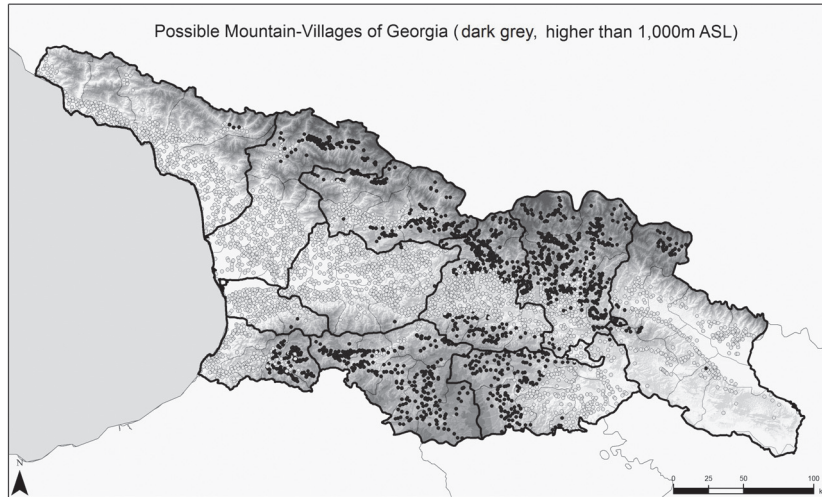 Possible Mountain-Villages of Georgia (dark grey, higher than 1,000m ASL)
N
0 25 50 100